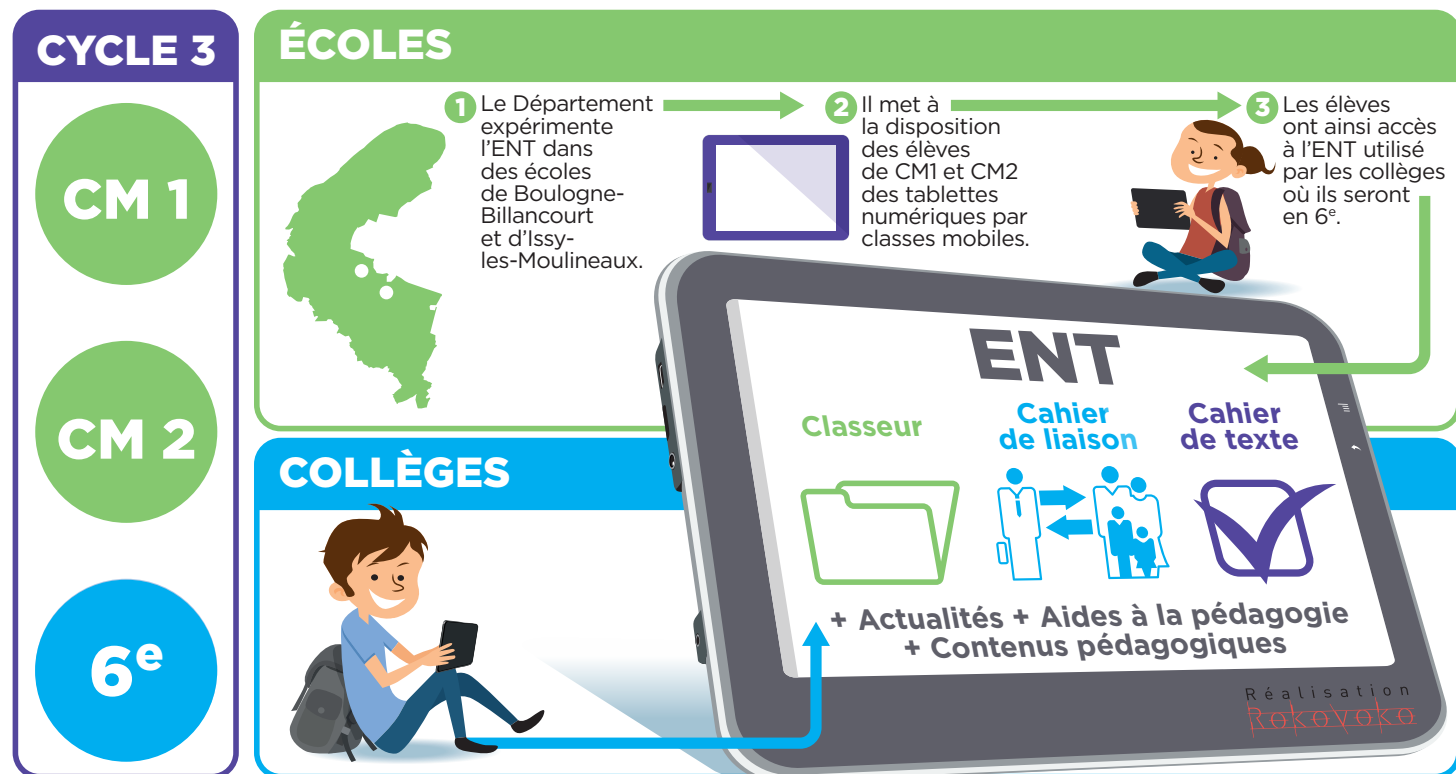 CYCLE 3
CM 1
CM 2
6e
ÉCOLES
1 Le Département
expérimente
l'ENT dans
des écoles
de Boulogne-
Billancourt
et d'Issy-
les-Moulineaux.
2 Il met à
la disposition
des élèves
de CM1 et CM2
des tablettes
numériques par
classes mobiles.
3 Les élèves
ont ainsi accès
à l'ENT utilisé
par les collèges
où ils seront
en 6e.
COLLÈGES
ENT
Classeur
Cahier
de liaison
Cahier
de texte
+ Actualités + Aides à la pédagogie
+ Contenus pédagogiques
Réalisation
Rokovoko